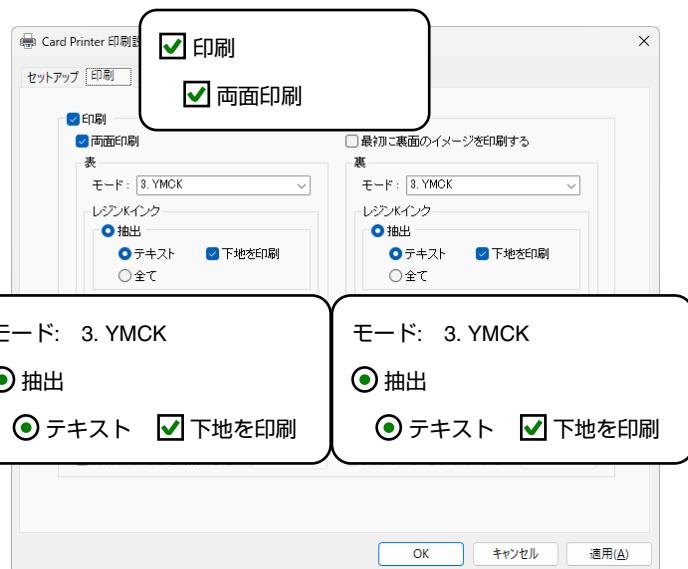 Card Printer 印刷設
セットアップ 印刷
印刷
両面印刷
印刷
両面印刷
最初に裏面のイメージを印刷する
表
モード: 3. YMCK
レジンKインク
抽出
テキスト 下地を印刷
全て
裏
モード: 3. YMCK
レジンKインク
抽出
テキスト 下地を印刷
全て
モード: 3. YMCK
抽出
テキスト 下地を印刷
モード: 3. YMCK
抽出
テキスト 下地を印刷
OK キャンセル 適用(A)